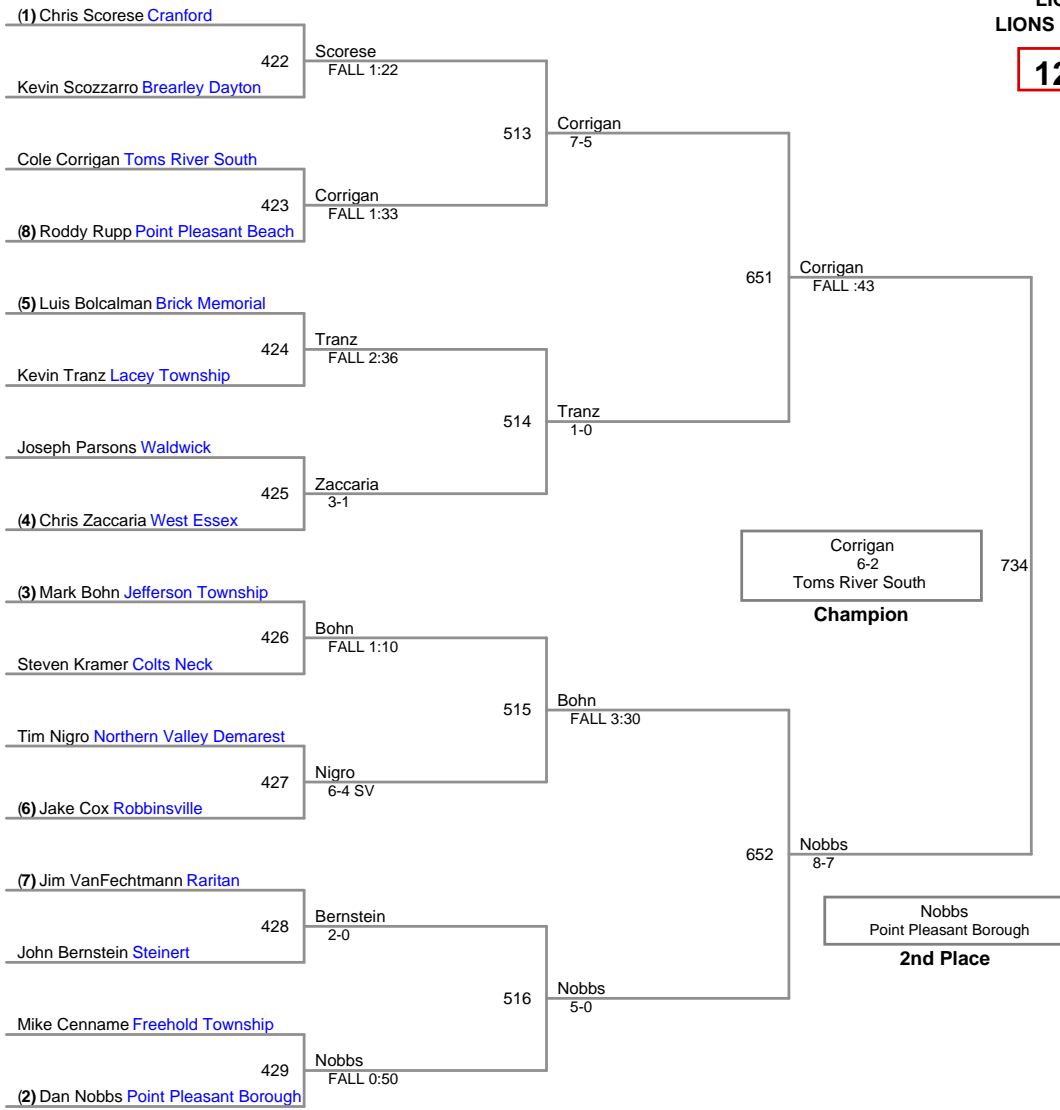 LIO
LIONS
12
(1) Chris Scorese Cranford
422
Scorese
FALL 1:22
Kevin Scozzarro Brearley Dayton
513
Corrigan
7-5
Cole Corrigan Toms River South
423
Corrigan
FALL 1:33
(8) Roddy Rupp Point Pleasant Beach
651
Corrigan
FALL :43
(5) Luis Bolcalman Brick Memorial
424
Tranz
FALL 2:36
Kevin Tranz Lacey Township
514
Tranz
1-0
Joseph Parsons Waldwick
425
Zaccaria
3-1
(4) Chris Zaccaria West Essex
Corrigan
6-2
Toms River South
Champion
734
(3) Mark Bohn Jefferson Township
426
Bohn
FALL 1:10
Steven Kramer Colts Neck
515
Bohn
FALL 3:30
Tim Nigro Northern Valley Demarest
427
Nigro
6-4 SV
(6) Jake Cox Robbinsville
652
Nobbs
8-7
(7) Jim VanFechtmann Raritan
428
Bernstein
2-0
John Bernstein Steinert
Nobbs
Point Pleasant Borough
2nd Place
516
Nobbs
5-0
Mike Cenname Freehold Township
429
Nobbs
FALL 0:50
(2) Dan Nobbs Point Pleasant Borough